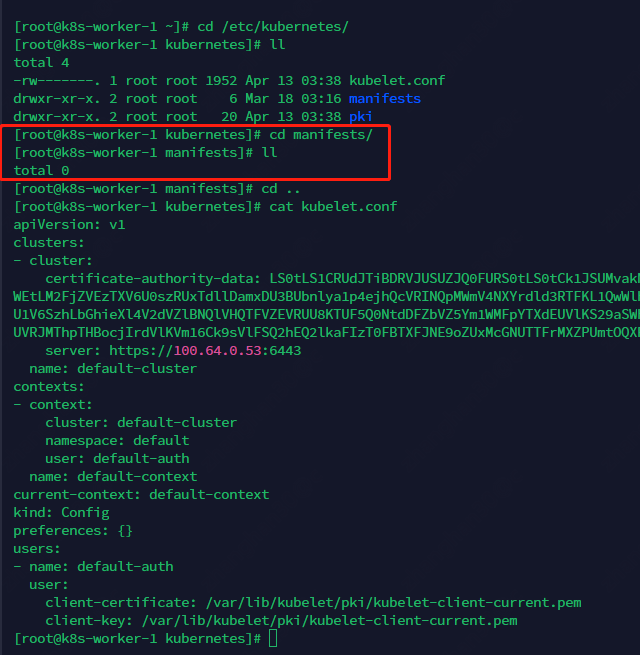 [root@k8s-worker-1 ~]# cd /etc/kubernetes/
[root@k8s-worker-1 kubernetes]# ll
total 4
-rw-------. 1 root root 1952 Apr 13 03:38 kubelet.conf
drwxr-xr-x. 2 root root    6 Mar 18 03:16 manifests
drwxr-xr-x. 2 root root   20 Apr 13 03:38 pki
[root@k8s-worker-1 kubernetes]# cd manifests/
[root@k8s-worker-1 manifests]# ll
total 0
[root@k8s-worker-1 manifests]# cd ..
[root@k8s-worker-1 kubernetes]# cat kubelet.conf
apiVersion: v1
clusters:
- cluster:
    certificate-authority-data:
    server: https://100.64.0.53:6443
  name: default-cluster
contexts:
- context:
    cluster: default-cluster
    namespace: default
    user: default-auth
  name: default-context
current-context: default-context
kind: Config
preferences: {}
users:
- name: default-auth
  user:
    client-certificate: /var/lib/kubelet/pki/kubelet-client-current.pem
    client-key: /var/lib/kubelet/pki/kubelet-client-current.pem
[root@k8s-worker-1 kubernetes]#